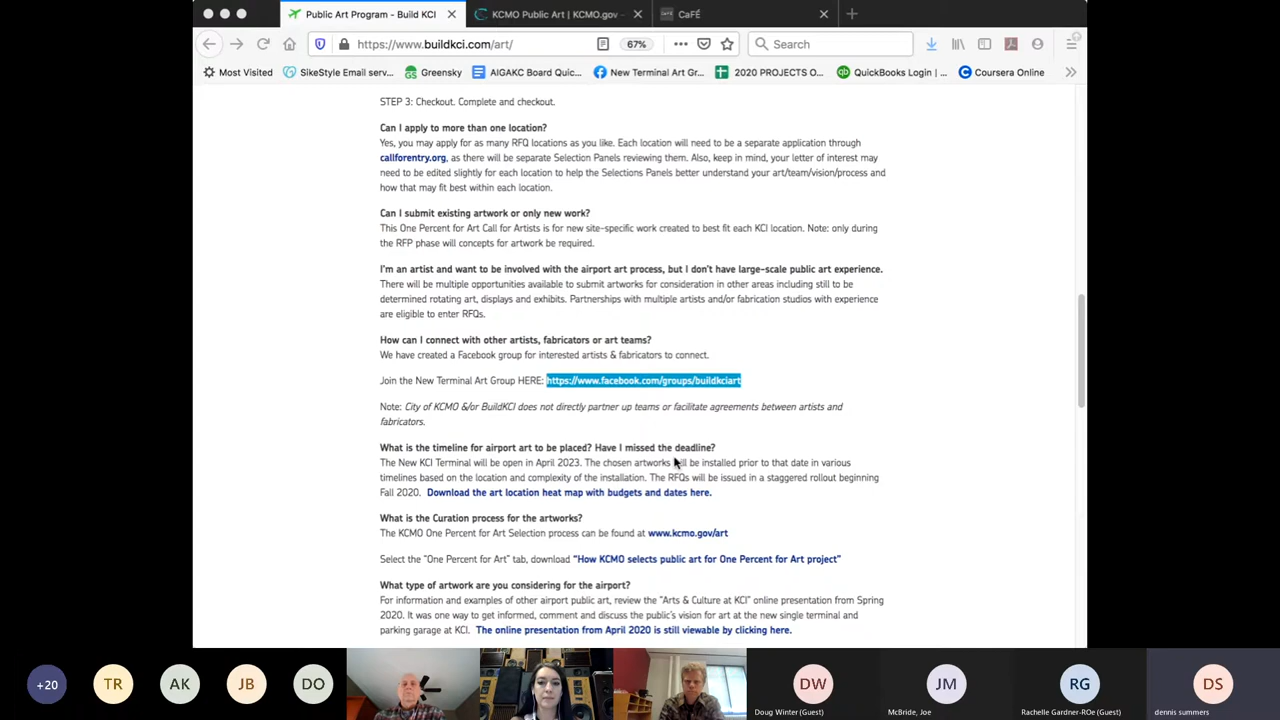 Public Art Program - Build KCI
KCMO Public Art | KCMO.gov -
CaFÉ
https://www.buildkci.com/art/
67%
Search
Most Visited
SikeStyle Email serv...
Greensky
AIGAKC Board Quic...
New Terminal Art Gr...
2020 PROJECTS O...
QuickBooks Login | ...
Coursera Online
STEP 3: Checkout. Complete and checkout.
Can I apply to more than one location?
Yes, you may apply for as many RFQ locations as you like. Each location will need to be a separate application through
callforentry.org, as there will be separate Selection Panels reviewing them. Also, keep in mind, your letter of interest may
need to be edited slightly for each location to help the Selections Panels better understand your art/team/vision/process and
how that may fit best within each location.
Can I submit existing artwork or only new work?
This One Percent for Art Call for Artists is for new site-specific work created to best fit each KCI location. Note: only during
the RFP phase will concepts for artwork be required.
I'm an artist and want to be involved with the airport art process, but I don't have large-scale public art experience.
There will be multiple opportunities available to submit artworks for consideration in other areas including still to be
determined rotating art, displays and exhibits. Partnerships with multiple artists and/or fabrication studios with experience
are eligible to enter RFQs.
How can I connect with other artists, fabricators or art teams?
We have created a Facebook group for interested artists & fabricators to connect.
Join the New Terminal Art Group HERE: https://www.facebook.com/groups/buildkciart
Note: City of KCMO &/or BuildKCI does not directly partner up teams or facilitate agreements between artists and
fabricators.
What is the timeline for airport art to be placed? Have I missed the deadline?
The New KCI Terminal will be open in April 2023. The chosen artworks will be installed prior to that date in various
timelines based on the location and complexity of the installation. The RFQs will be issued in a staggered rollout beginning
Fall 2020. Download the art location heat map with budgets and dates here.
What is the Curation process for the artworks?
The KCMO One Percent for Art Selection process can be found at www.kcmo.gov/art
Select the "One Percent for Art" tab, download "How KCMO selects public art for One Percent for Art project"
What type of artwork are you considering for the airport?
For information and examples of other airport public art, review the "Arts & Culture at KCI" online presentation from Spring
2020. It was one way to get informed, comment and discuss the public's vision for art at the new single terminal and
parking garage at KCI. The online presentation from April 2020 is still viewable by clicking here.
+20
TR
AK
JB
DO
DW
JM
RG
DS
Doug Winter (Guest)
McBride, Joe
Rachelle Gardner-ROe (Guest)
dennis summers